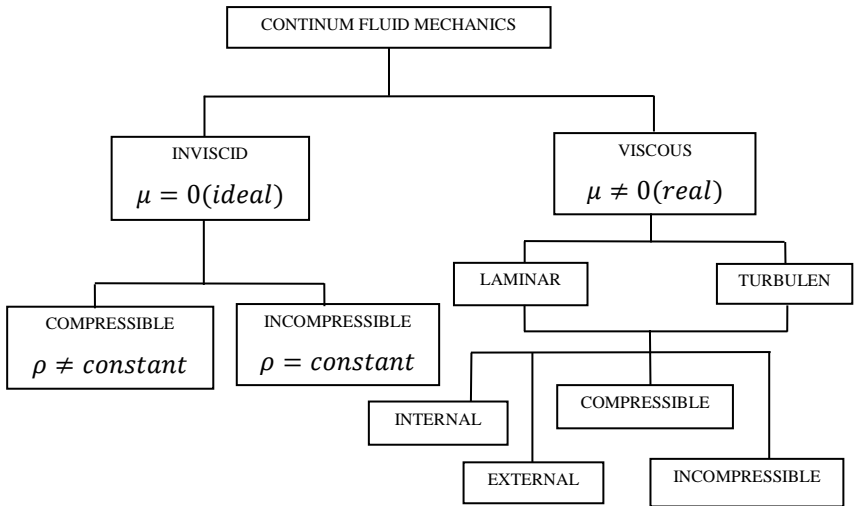 CONTINUM FLUID MECHANICS
INVISCID
μ = 0(ideal)
VISCOUS
μ ≠ 0(real)
LAMINAR
TURBULEN
COMPRESSIBLE
ρ ≠ constant
INCOMPRESSIBLE
ρ = constant
INTERNAL
COMPRESSIBLE
EXTERNAL
INCOMPRESSIBLE